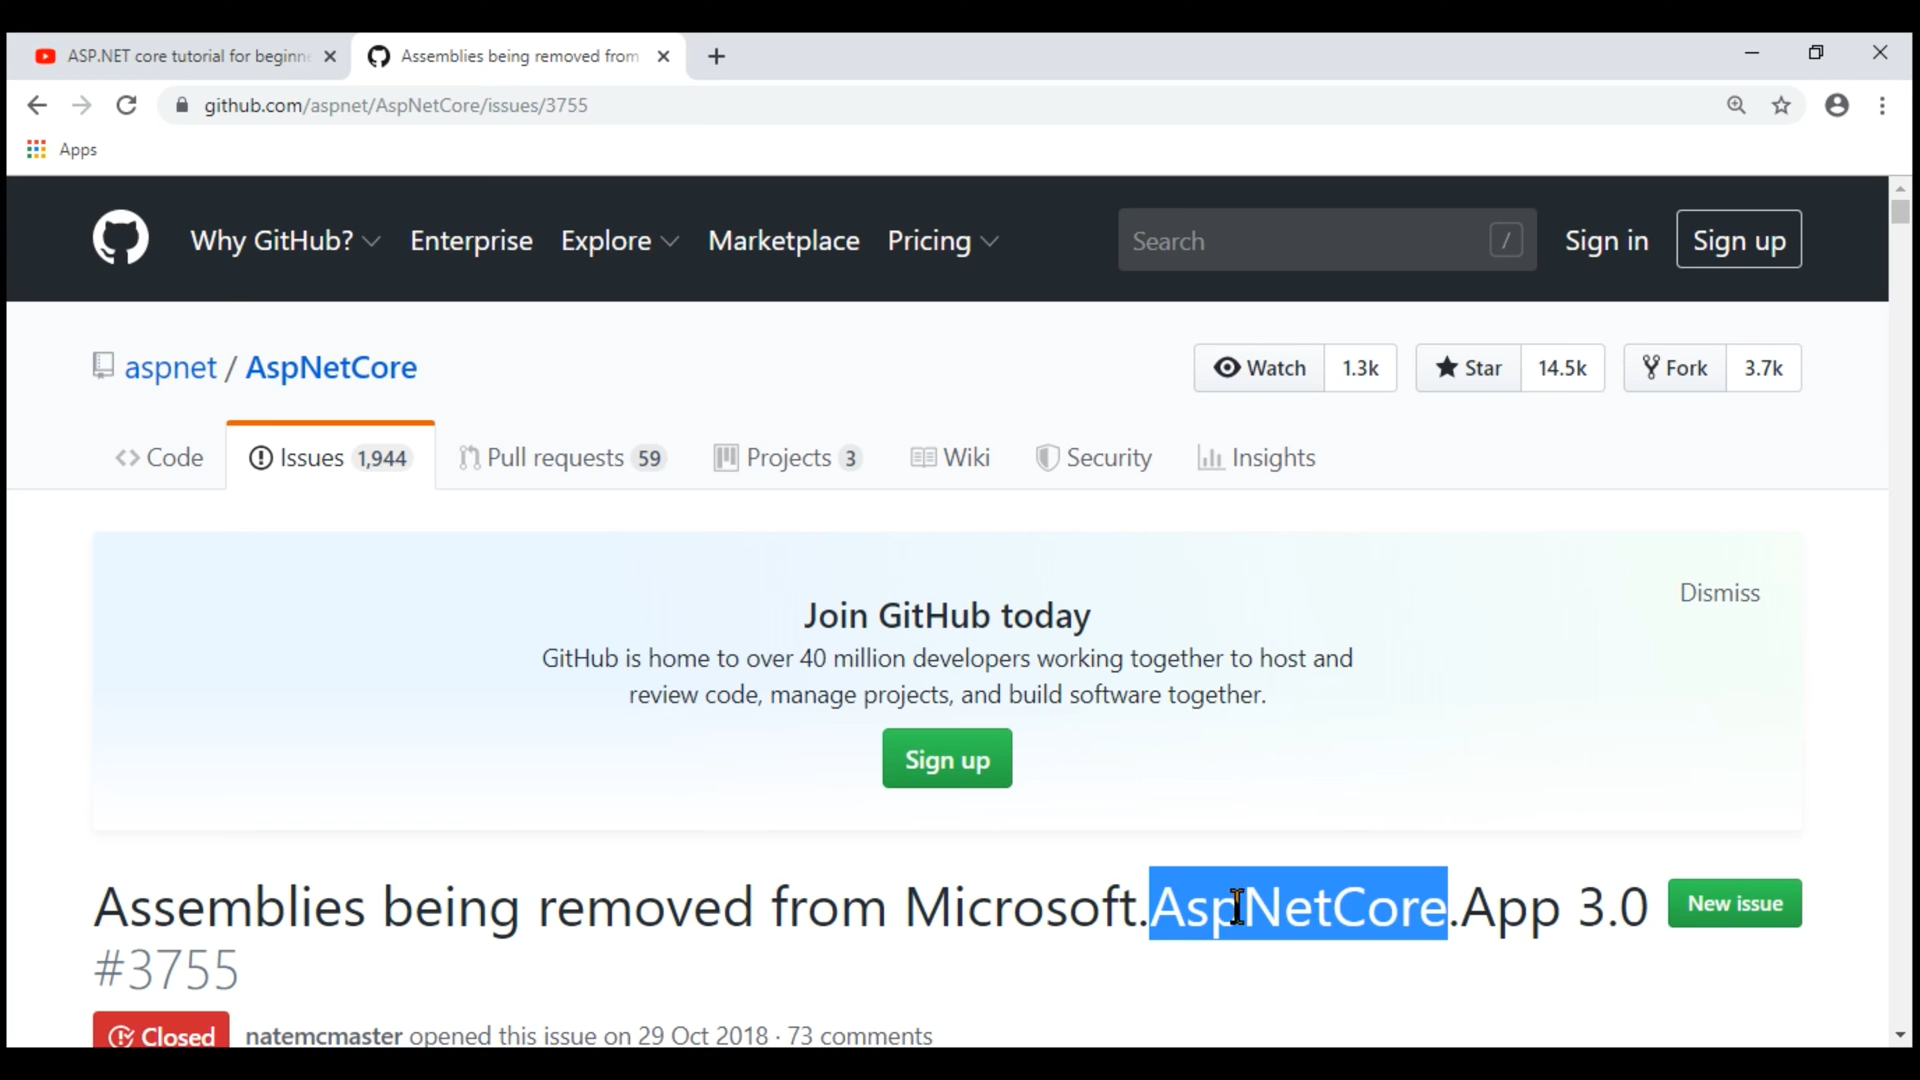 ASP.NET core tutorial for beginne
Assemblies being removed from
github.com/aspnet/AspNetCore/issues/3755
Apps
Why GitHub? Enterprise Explore Marketplace Pricing Search / Sign in Sign up
aspnet / AspNetCore Watch 1.3k Star 14.5k Fork 3.7k
Code Issues 1,944 Pull requests 59 Projects 3 Wiki Security Insights
Dismiss
Join GitHub today
GitHub is home to over 40 million developers working together to host and
review code, manage projects, and build software together.
Sign up
Assemblies being removed from Microsoft.AspNetCore.App 3.0 New issue
#3755
Closed natemcmaster opened this issue on 29 Oct 2018 · 73 comments